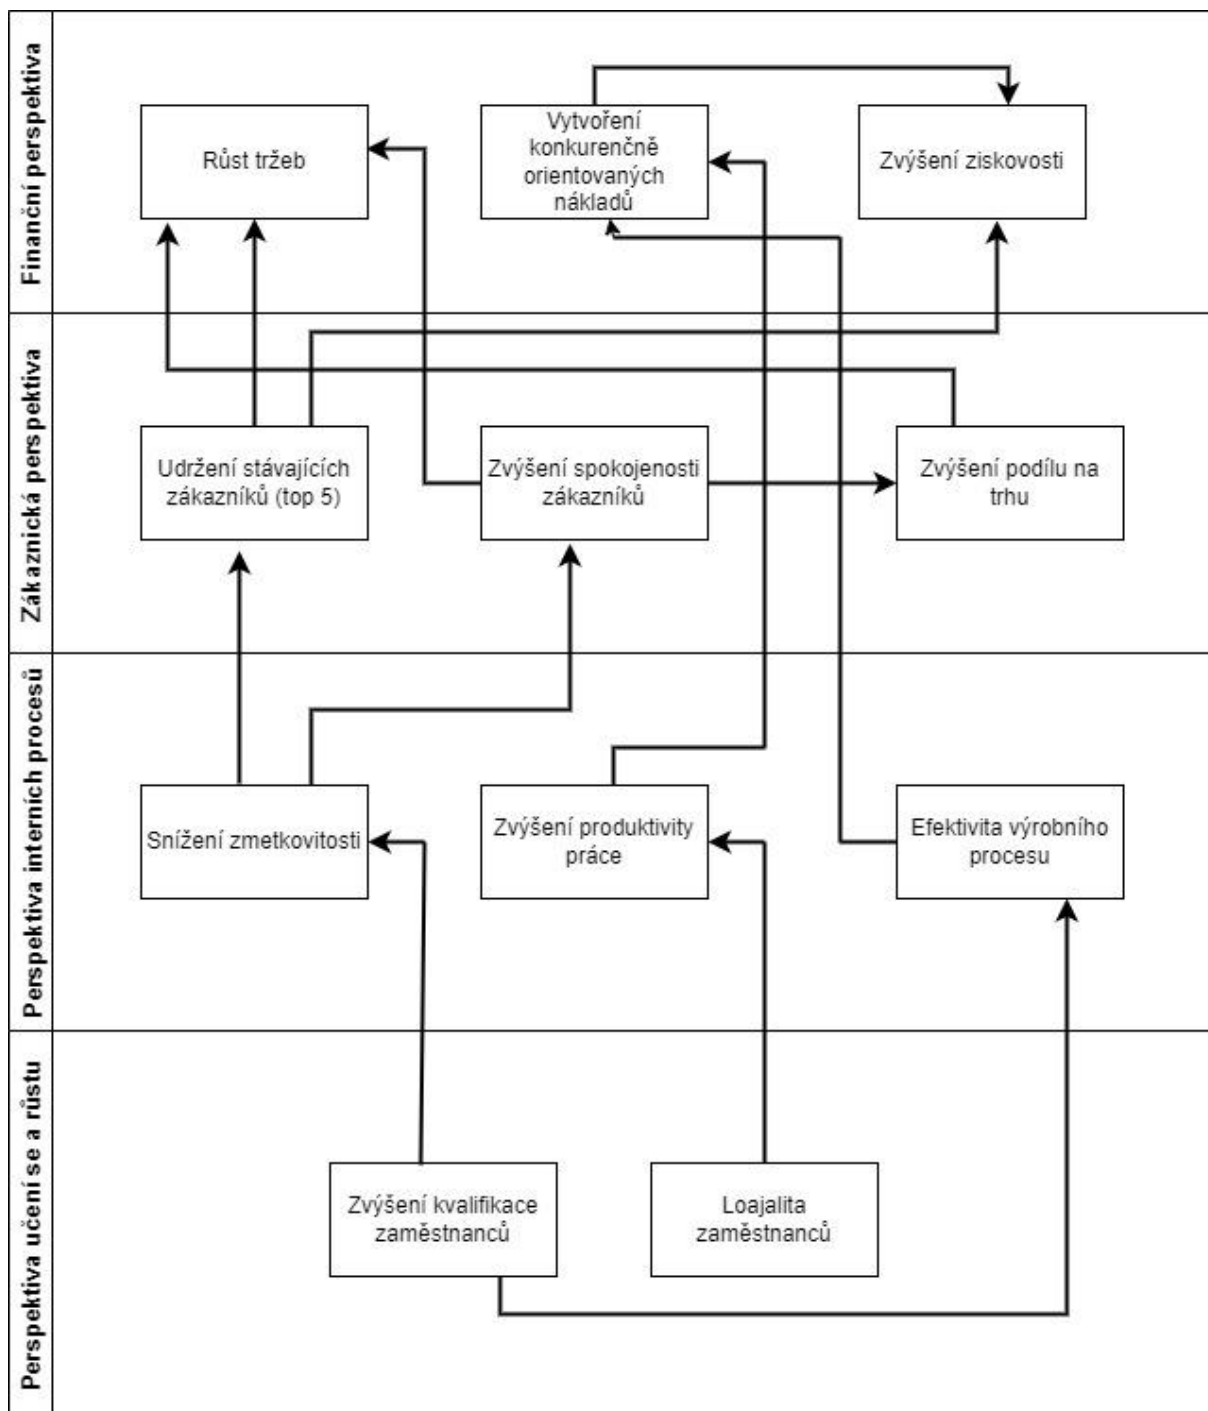 Finanční perspektiva
Růst tržeb
Vytvoření
konkurenčně
orientovaných
nákladů
Zvýšení ziskovosti
Zákaznická perspektiva
Udržení stávajících
zákazníků (top 5)
Zvýšení spokojenosti
zákazníků
Zvýšení podílu na
trhu
Perspektiva interních procesů
Snížení zmetkovitosti
Zvýšení produktivity
práce
Efektivita výrobního
procesu
Perspektiva učení se a růstu
Zvýšení kvalifikace
zaměstnanců
Loajalita
zaměstnanců